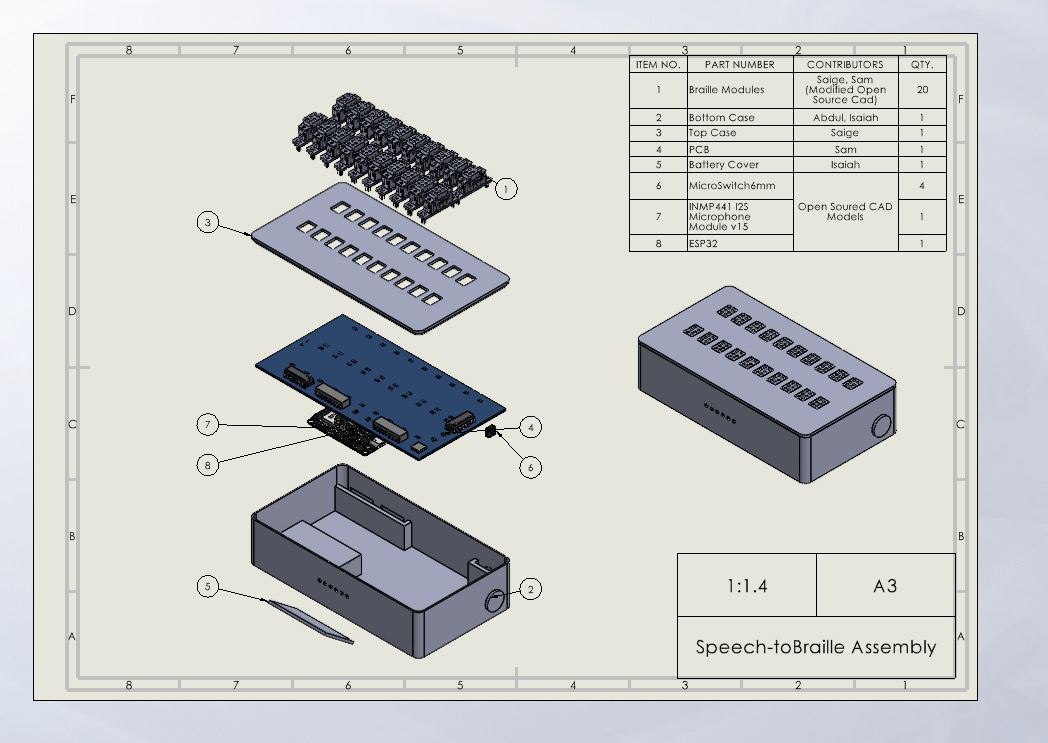 8 7 6 5 4 3 2 1
ITEM NO. PART NUMBER CONTRIBUTORS QTY.
1 Braille Modules Saige, Sam
(Modified Open
Source Cad) 20
2 Bottom Case Abdul, Isaiah 1
3 Top Case Saige 1
4 PCB Sam 1
5 Battery Cover Isaiah 1
6 MicroSwitch6mm 4
7 INMP441 I2S
Microphone
Module v15 1
Open Soured CAD
Models
8 ESP32 1
F F
E E
D D
C C
B B
A A
1
3
7
4
8
6
5
2
1:1.4 A3
Speech-toBraille Assembly
8 7 6 5 4 3 2 1